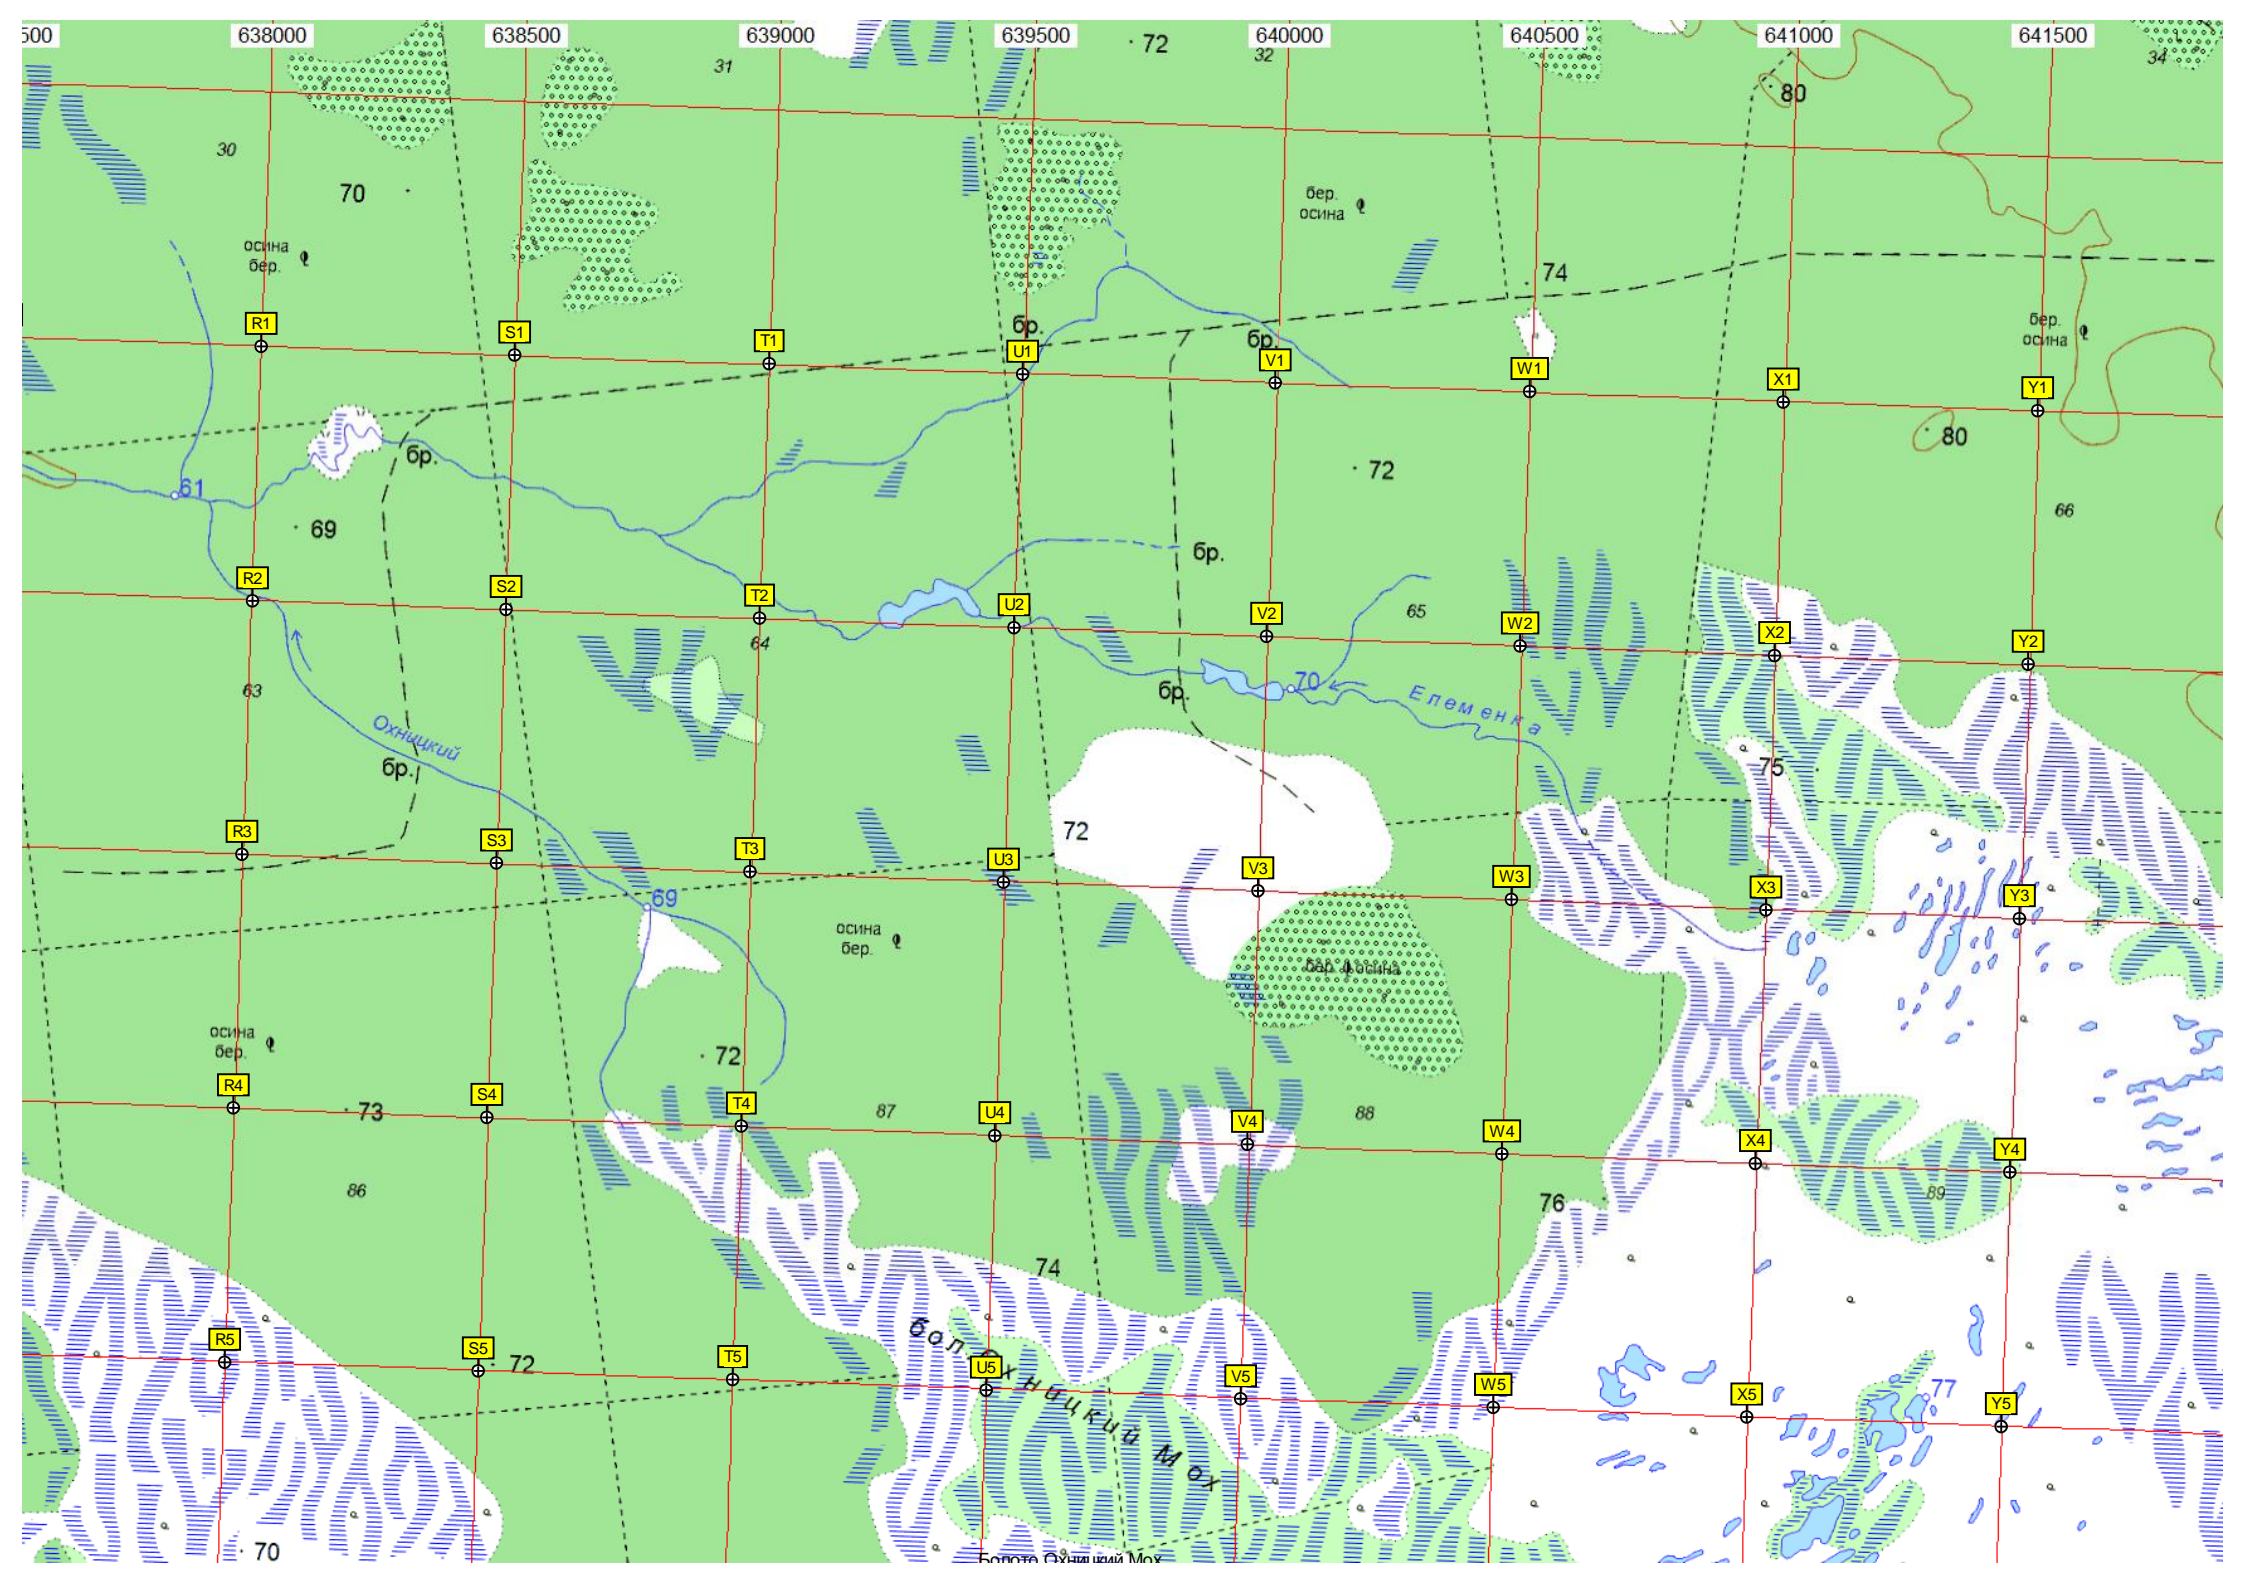 500 638000 638500 639000 639500 640000 640500 641000 641500
72 32 34
31
80
30
70
бер.
осина
осина
бер.
74
R1 S1 T1 U1 V1 W1 X1 Y1
бр.
бр.
бер.
осина
80
бр.
72
61
69
66
бр.
R2 S2 T2 U2 V2 W2 X2 Y2
65
64
63
бр.
70
Елеменка
Охницкий
бр.
75
72
R3 S3 T3 U3 V3 W3 X3 Y3
69
осина
бер.
бер. осина
осина
бер.
72
R4 S4 T4 U4 V4 W4 X4 Y4
73
87
88
86
89
76
74
бол. Охницкий Мох
R5 S5 T5 U5 V5 W5 X5 Y5
72
77
70
Болото Охницкий Мох